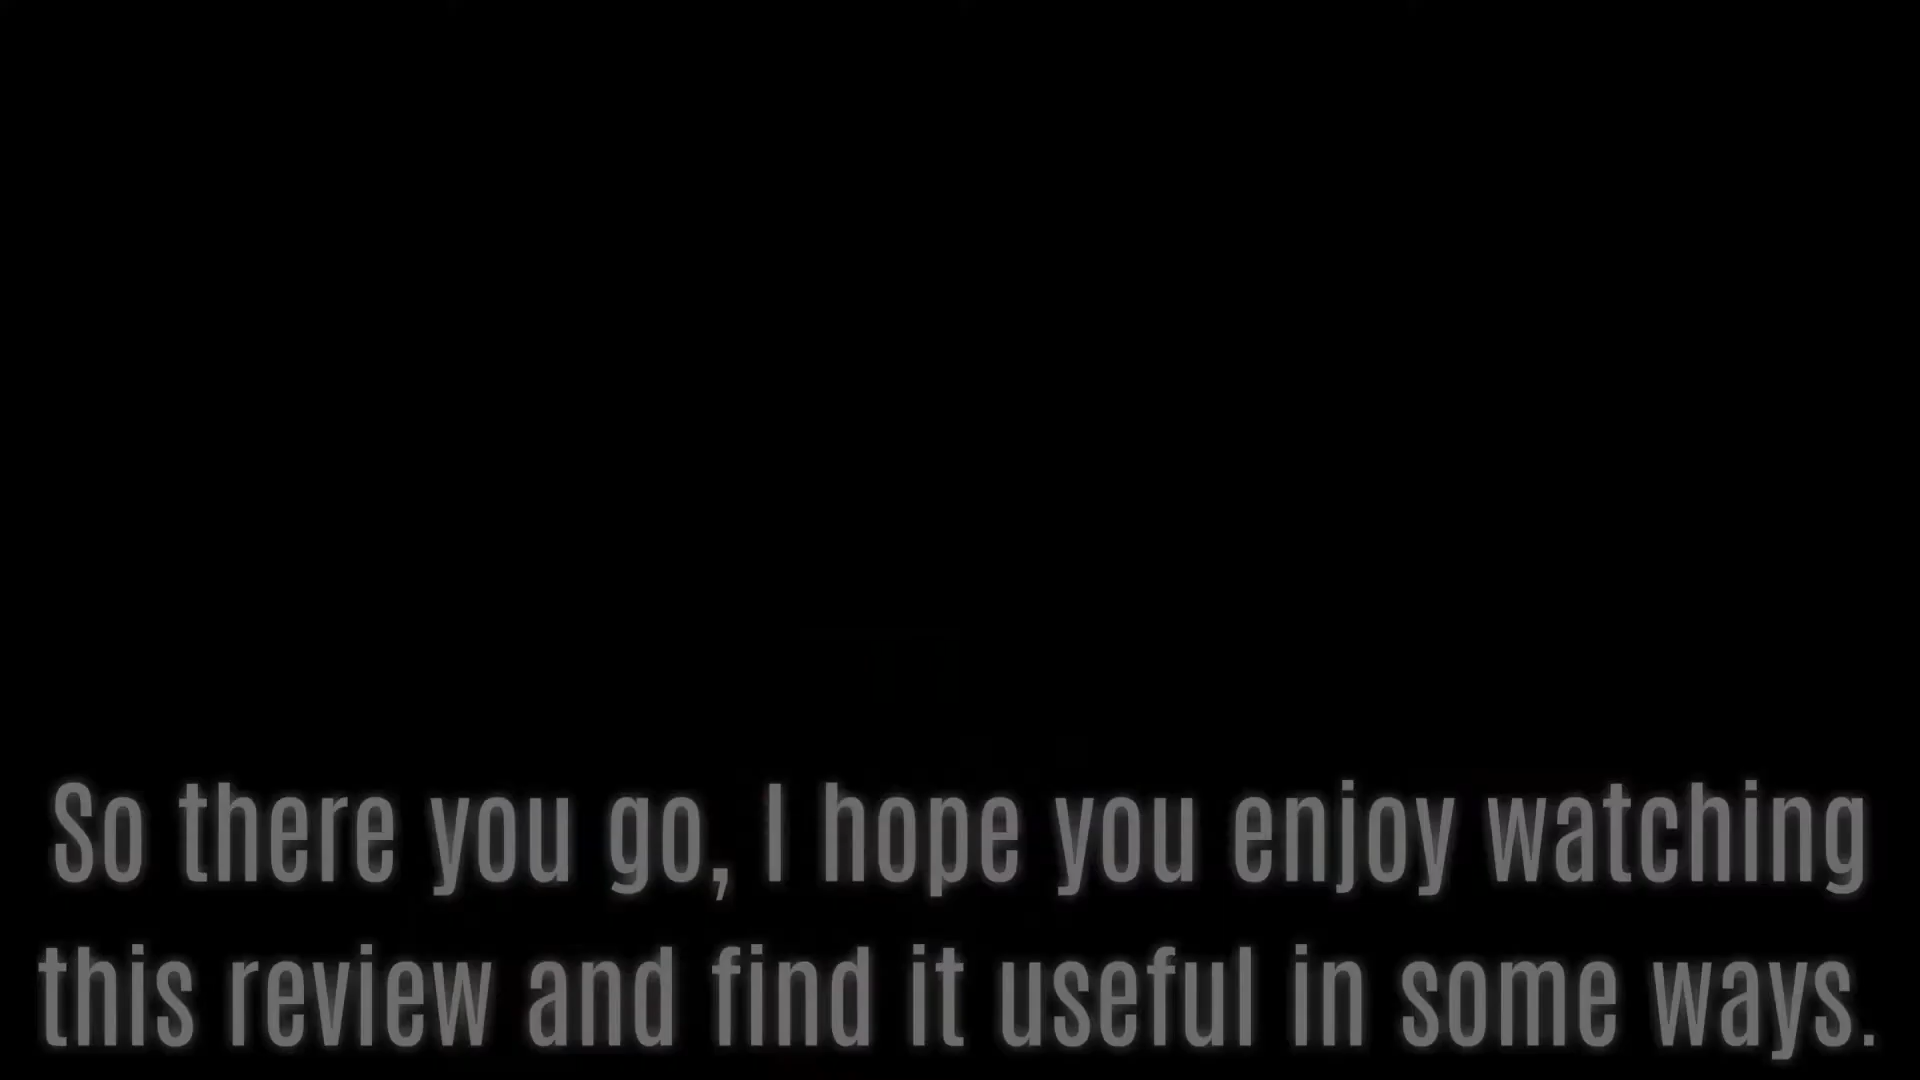 So there you go, I hope you enjoy watching
this review and find it useful in some ways.